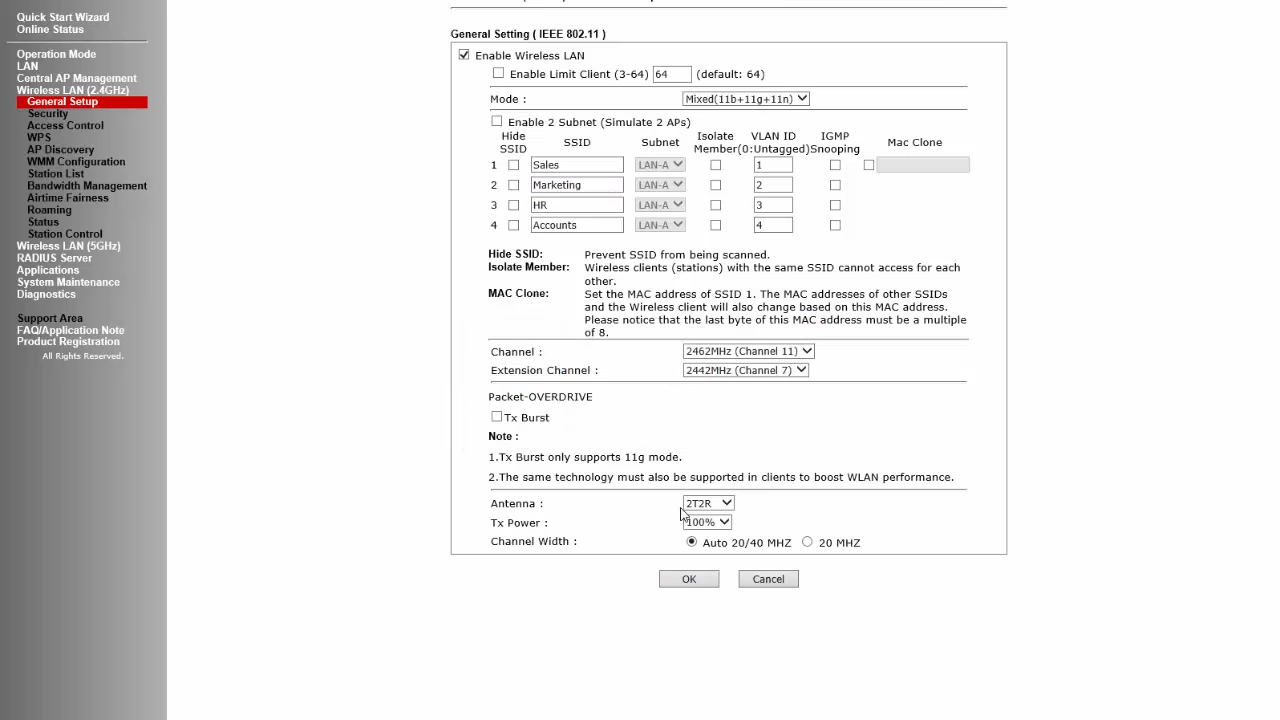 Quick Start Wizard
Online Status
Operation Mode
LAN
Central AP Management
Wireless LAN (2.4GHz)
General Setup
Security
Access Control
WPS
AP Discovery
WMM Configuration
Station List
Bandwidth Management
Airtime Fairness
Roaming
Status
Station Control
Wireless LAN (5GHz)
RADIUS Server
Applications
System Maintenance
Diagnostics
Support Area
FAQ/Application Note
Product Registration
All Rights Reserved.
General Setting ( IEEE 802.11 )
Enable Wireless LAN
Enable Limit Client (3-64) 64 (default: 64)
Mode : Mixed(11b+11g+11n)
Enable 2 Subnet (Simulate 2 APs)
Hide SSID Subnet Isolate VLAN ID IGMP Mac Clone
SSID Member(0:Untagged)Snooping
1 Sales LAN-A 1
2 Marketing LAN-A 2
3 HR LAN-A 3
4 Accounts LAN-A 4
Hide SSID: Prevent SSID from being scanned.
Isolate Member: Wireless clients (stations) with the same SSID cannot access for each
other.
MAC Clone: Set the MAC address of SSID 1. The MAC addresses of other SSIDs
and the Wireless client will also change based on this MAC address.
Please notice that the last byte of this MAC address must be a multiple
of 8.
Channel : 2462MHz (Channel 11)
Extension Channel : 2442MHz (Channel 7)
Packet-OVERDRIVE
Tx Burst
Note :
1.Tx Burst only supports 11g mode.
2.The same technology must also be supported in clients to boost WLAN performance.
Antenna : 2T2R
Tx Power : 100%
Channel Width : Auto 20/40 MHZ 20 MHZ
OK Cancel